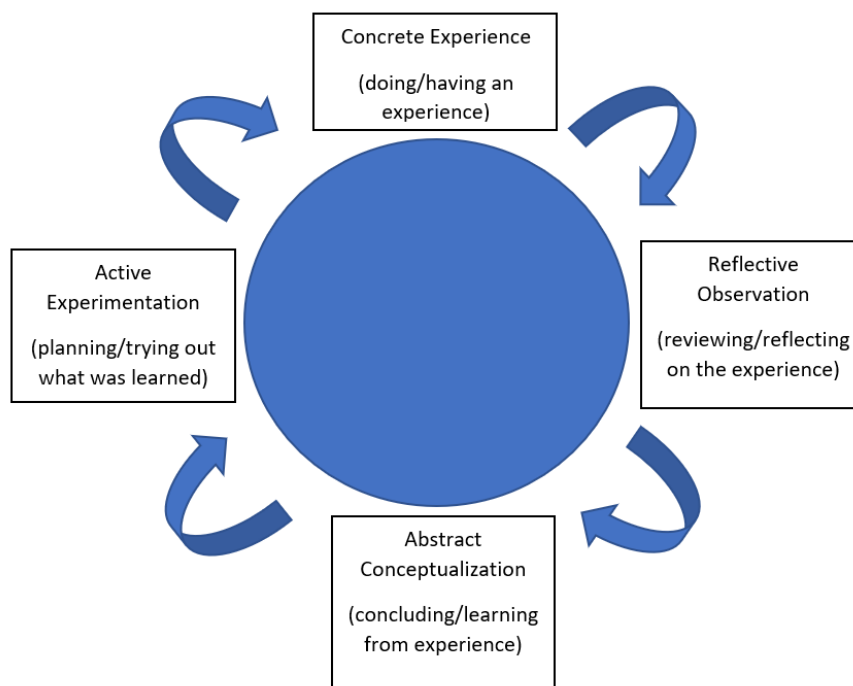 Concrete Experience
(doing/having an
experience)
Reflective
Observation
(reviewing/reflecting
on the experience)
Abstract
Conceptualization
(concluding/learning
from experience)
Active
Experimentation
(planning/trying out
what was learned)